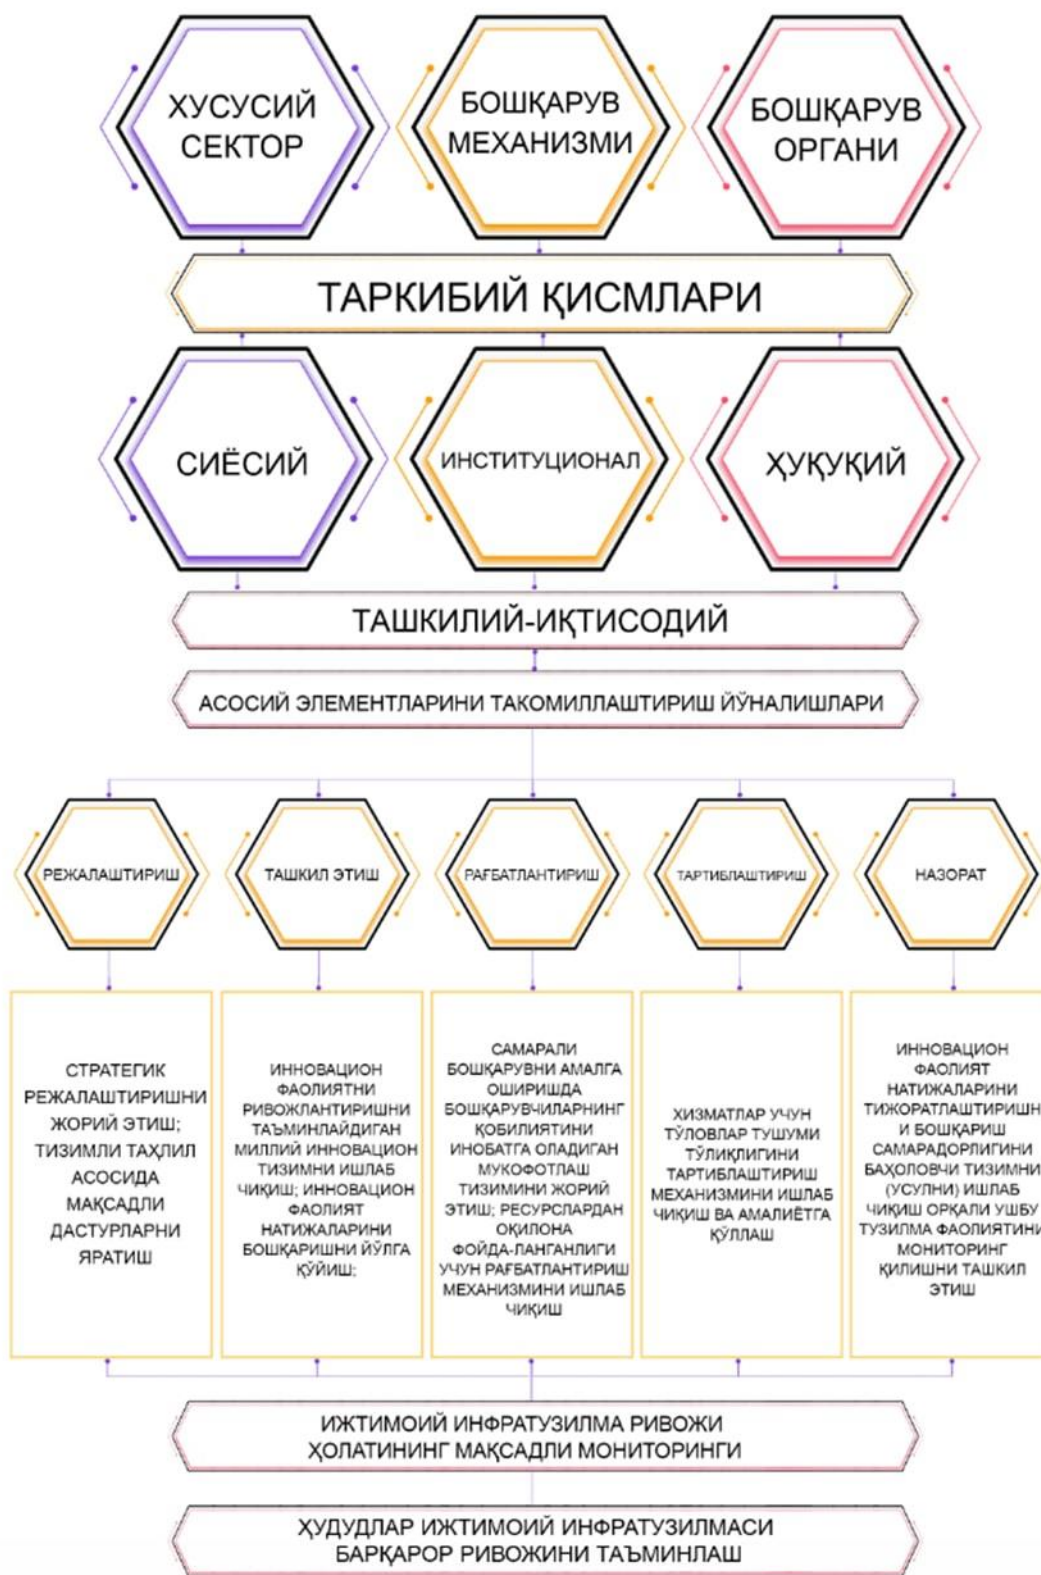 ХУСУСИЙ
СЕКТОР
БОШҚАРУВ
МЕХАНИЗМИ
БОШҚАРУВ
ОРГАНИ
ТАРКИБИЙ ҚИСМЛАРИ
СИЁСИЙ
ИНСТИТУЦИОНАЛ
ҲУҚУҚИЙ
ТАШКИЛИЙ-ИҚТИСОДИЙ
АСОСИЙ ЭЛЕМЕНТЛАРИНИ ТАКОМИЛЛАШТИРИШ ЙЎНАЛИШЛАРИ
РЕЖАЛАШТИРИШ
ТАШКИЛ ЭТИШ
РАҒБАТЛАНТИРИШ
ТАРТИБЛАШТИРИШ
НАЗОРАТ
СТРАТЕГИК
РЕЖАЛАШТИРИШНИ
ЖОРИЙ ЭТИШ;
ТИЗИМЛИ ТАҲЛИЛ
АСОСИДА
МАҚСАДЛИ
ДАСТУРЛАРНИ
ЯРАТИШ
ИННОВАЦИОН
ФАОЛИЯТНИ
РИВОЖЛАНТИРИШНИ
ТАЪМИНЛАЙДИГАН
МИЛЛИЙ ИННОВАЦИОН
ТИЗИМНИ ИШЛАБ
ЧИҚИШ; ИННОВАЦИОН
ФАОЛИЯТ
НАТИЖАЛАРИНИ
БОШҚАРИШНИ ЙЎЛГА
ҚЎЙИШ;
САМАРАЛИ
БОШҚАРУВНИ АМАЛГА
ОШИРИШДА
БОШҚАРУВЧИЛАРНИНГ
ҚОБИЛИЯТИНИ
ИНОБАТГА ОЛАДИГАН
МУКОФОТЛАШ
ТИЗИМИНИ ЖОРИЙ
ЭТИШ; РЕСУРСЛАРДАН
ОҚИЛОНА
ФОЙДА-ЛАНГАНЛИГИ
УЧУН РАҒБАТЛАНТИРИШ
МЕХАНИЗМИНИ ИШЛАБ
ЧИҚИШ
ХИЗМАТЛАР УЧУН
ТЎЛОВЛАР ТУШУМИ
ТЎЛИҚЛИГИНИ
ТАРТИБЛАШТИРИШ
МЕХАНИЗМИНИ ИШЛАБ
ЧИҚИШ ВА АМАЛИЁТГА
ҚЎЛЛАШ
ИННОВАЦИОН
ФАОЛИЯТ
НАТИЖАЛАРИНИ
ТИЖОРАТЛАШТИРИШН
И БОШҚАРИШ
САМАРАДОРЛИГИНИ
БАҲОЛОВЧИ ТИЗИМНИ
(УСУЛНИ) ИШЛАБ
ЧИҚИШ ОРҚАЛИ УШБУ
ТУЗИЛМА ФАОЛИЯТИНИ
МОНИТОРИНГ
ҚИЛИШНИ ТАШКИЛ
ЭТИШ
ИЖТИМОИЙ ИНФРАТУЗИЛМА РИВОЖИ
ҲОЛАТИНИНГ МАҚСАДЛИ МОНИТОРИНГИ
ҲУДУДЛАР ИЖТИМОИЙ ИНФРАТУЗИЛМАСИ
БАРҚАРОР РИВОЖИНИ ТАЪМИНЛАШ